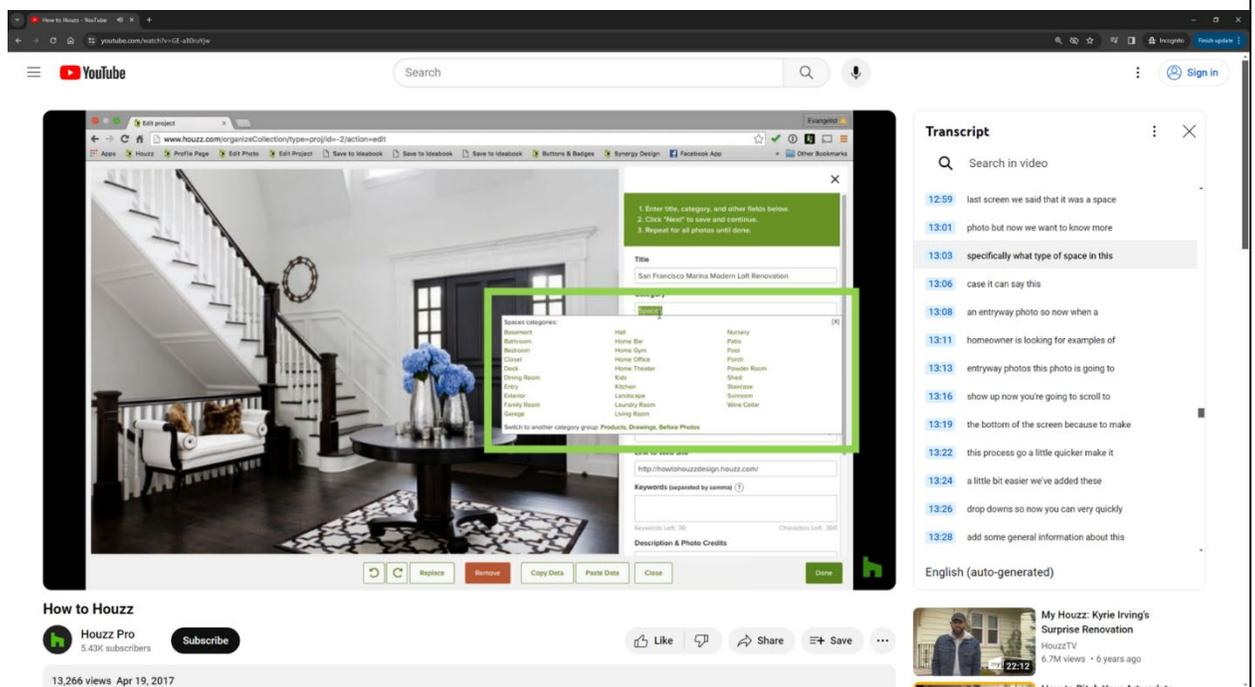 How to Houzz - YouTube
youtube.com/watch?v=GE-
Incognito
Finish update
YouTube
Search
Sign in
Edit project
Evangelist
www.houzz.com/organizeCollection/type=proj/id=-2/action=edit
Apps Houzz Profile Page Edit Photo Edit Project Save to Ideabook Save to Ideabook Save to Ideabook Buttons & Badges Synergy Design Facebook App » Other Bookmarks
1. Enter title, category, and other fields below.
2. Click "Next" to save and continue.
3. Repeat for all photos until done.
Title
San Francisco Marina Modern Loft Renovation
Category
Space
Spaces categories: [X]
Basement Hall Nursery
Bathroom Home Bar Patio
Bedroom Home Gym Pool
Closet Home Office Porch
Deck Home Theater Powder Room
Dining Room Kids Shed
Entry Kitchen Staircase
Exterior Landscape Sunroom
Family Room Laundry Room Wine Cellar
Garage Living Room
Switch to another category group: Products, Drawings, Before Photos
Link to Web Site
http://howtohouzzdesign.houzz.com/
Keywords (separated by comma) ?
Keywords Left: 30 Characters Left: 300
Description & Photo Credits
Replace Remove Copy Data Paste Data Close Done
How to Houzz
Houzz Pro
5.43K subscribers
Subscribe
Like Share Save
13,266 views Apr 19, 2017
Transcript
Search in video
12:59 last screen we said that it was a space
13:01 photo but now we want to know more
13:03 specifically what type of space in this
13:06 case it can say this
13:08 an entryway photo so now when a
13:11 homeowner is looking for examples of
13:13 entryway photos this photo is going to
13:16 show up now you're going to scroll to
13:19 the bottom of the screen because to make
13:22 this process go a little quicker make it
13:24 a little bit easier we've added these
13:26 drop downs so now you can very quickly
13:28 add some general information about this
English (auto-generated)
My Houzz: Kyrie Irving's
Surprise Renovation
HouzzTV
6.7M views • 6 years ago
22:12